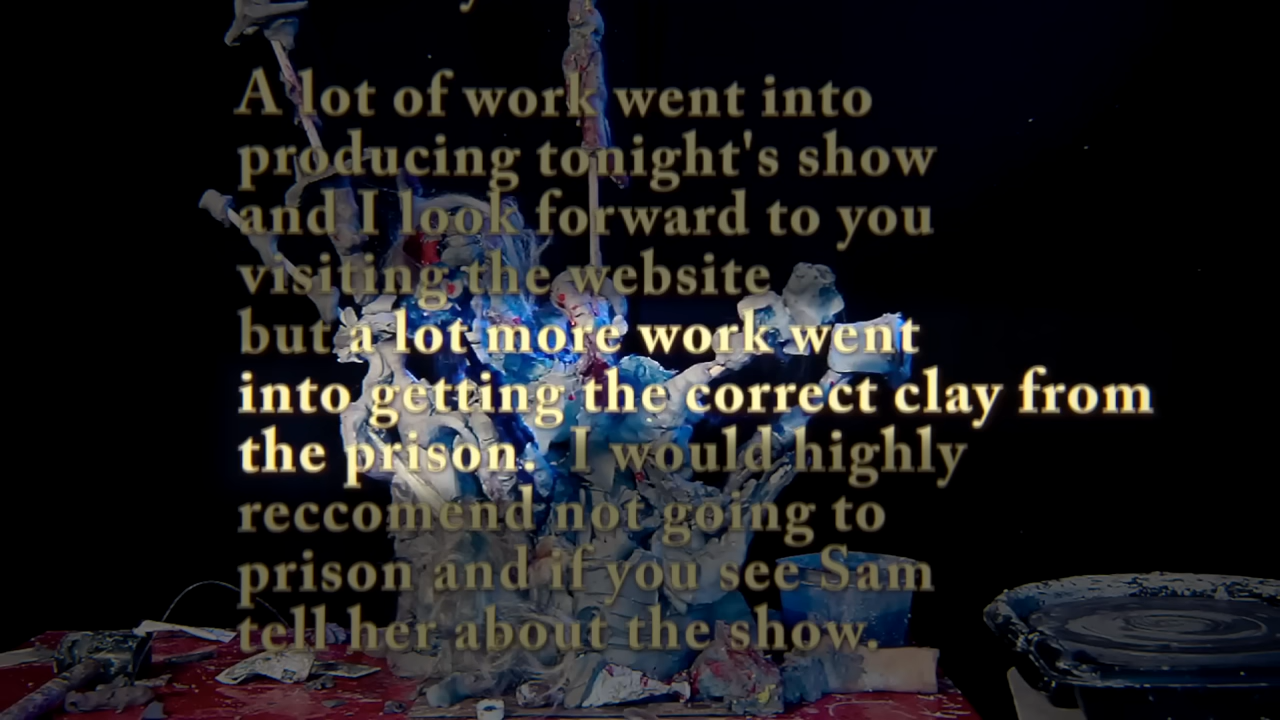 A lot of work went into
producing tonight's show
and I look forward to you
visiting the website
but a lot more work went
into getting the correct clay from
the prison. I would highly
reccomend not going to
prison and if you see Sam
tell her about the show.